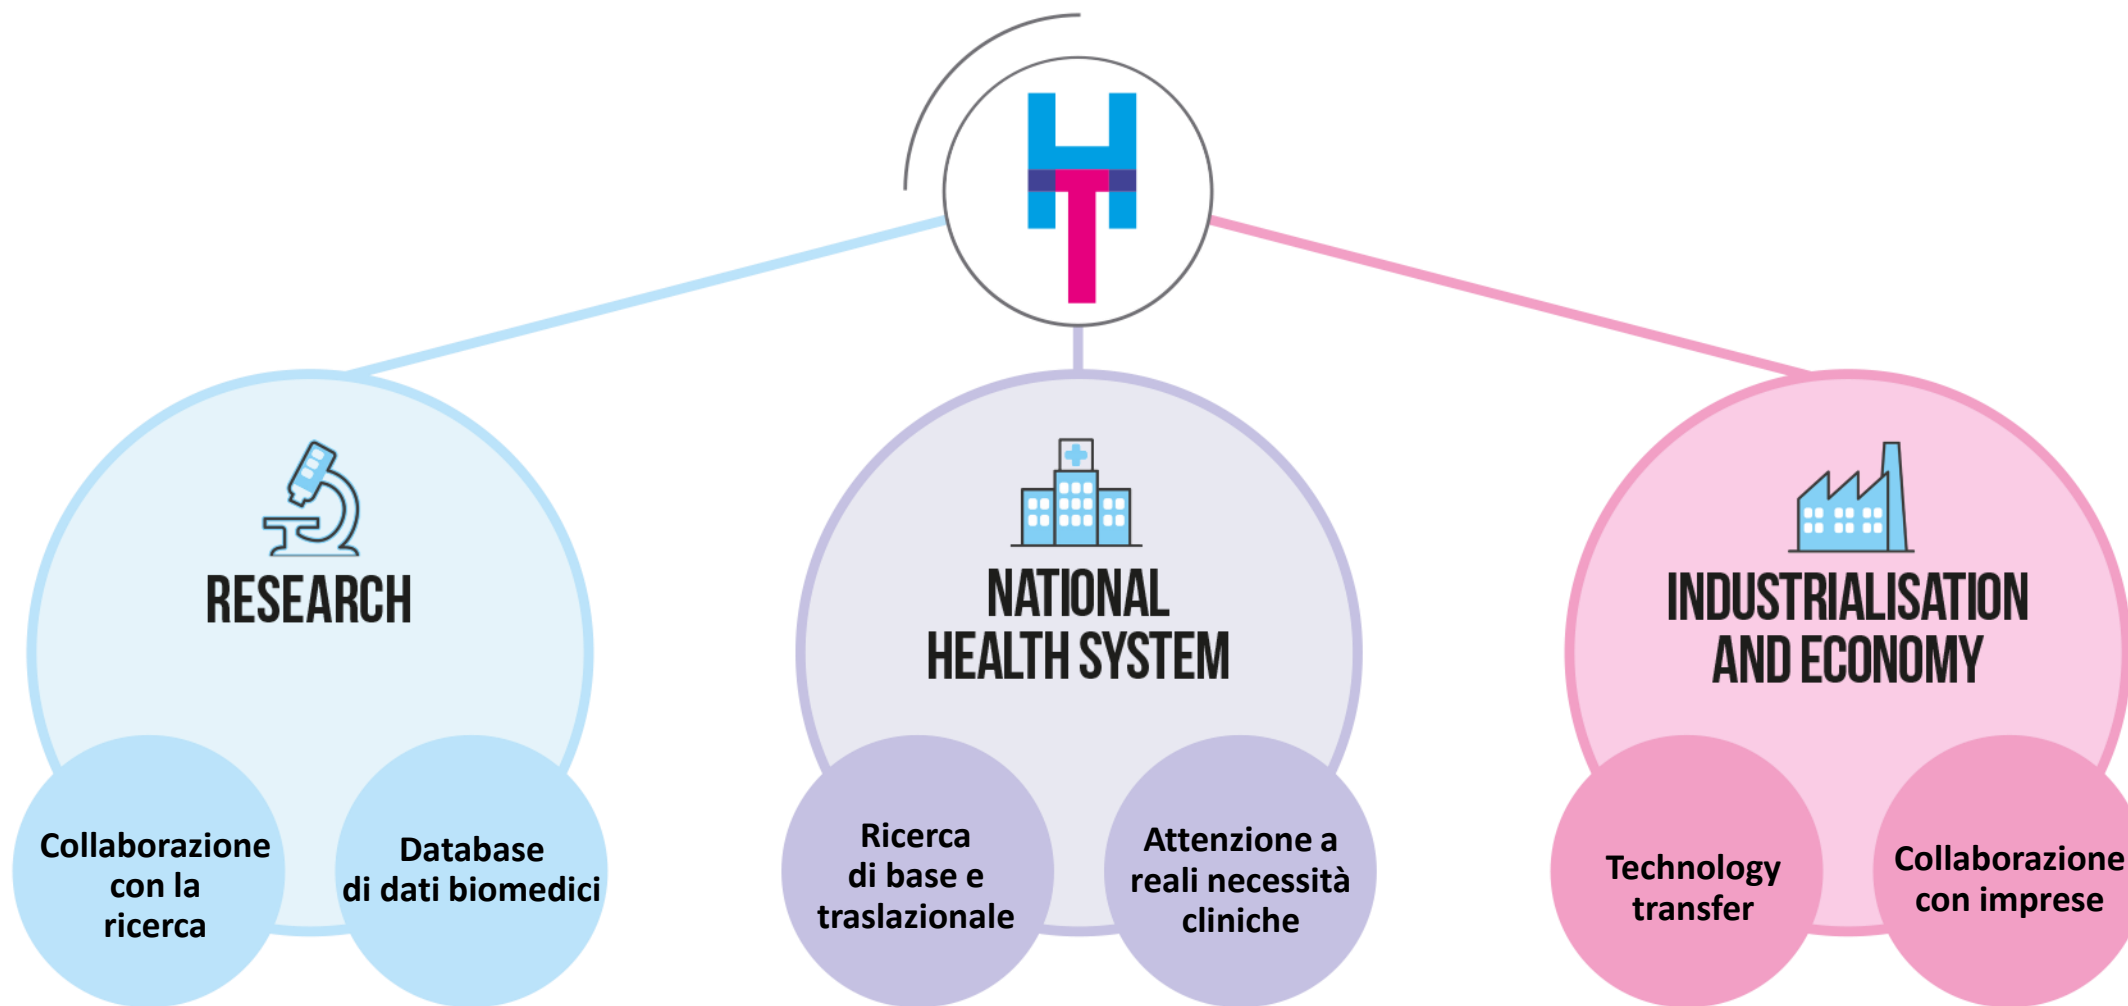 HT
RESEARCH
Collaborazione
con la
ricerca
Database
di dati biomedici
NATIONAL
HEALTH SYSTEM
Ricerca
di base e
traslazionale
Attenzione a
reali necessità
cliniche
INDUSTRIALISATION
AND ECONOMY
Technology
transfer
Collaborazione
con imprese